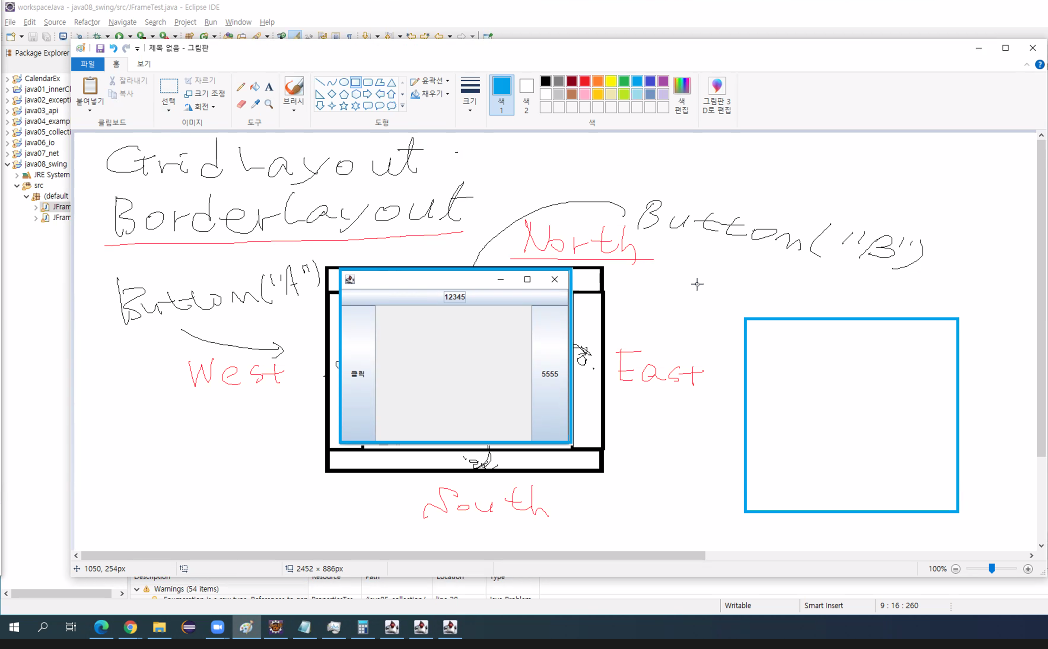 workspaceJava - java08_swing/src/JFrameTest.java - Eclipse IDE
File Edit Source Refactor Navigate Search Project Run Window Help
Package Explorer
제목 없음 - 그림판
파일 홈 보기
붙여넣기
잘라내기
복사
클립보드
선택
자르기
크기 조정
회전
이미지
도구
브러시
윤곽선
채우기
도형
크기
색 1
색 2
색 편집
그림판 3D로 편집
색
CalendarEx
java01_innerCl
java02_excepti
java03_api
java04_examp
java05_collecti
java06_io
java07_net
java08_swing
JRE System
src
(default
JFram
JFram
GridLayout
BorderLayout
North
Button("B")
Button("A")
West
East
South
12345
클릭
5555
1050, 254px
2452 × 886px
100%
Description Resource Path Location Type
Warnings (54 items)
Writable
Smart Insert
9 : 16 : 260